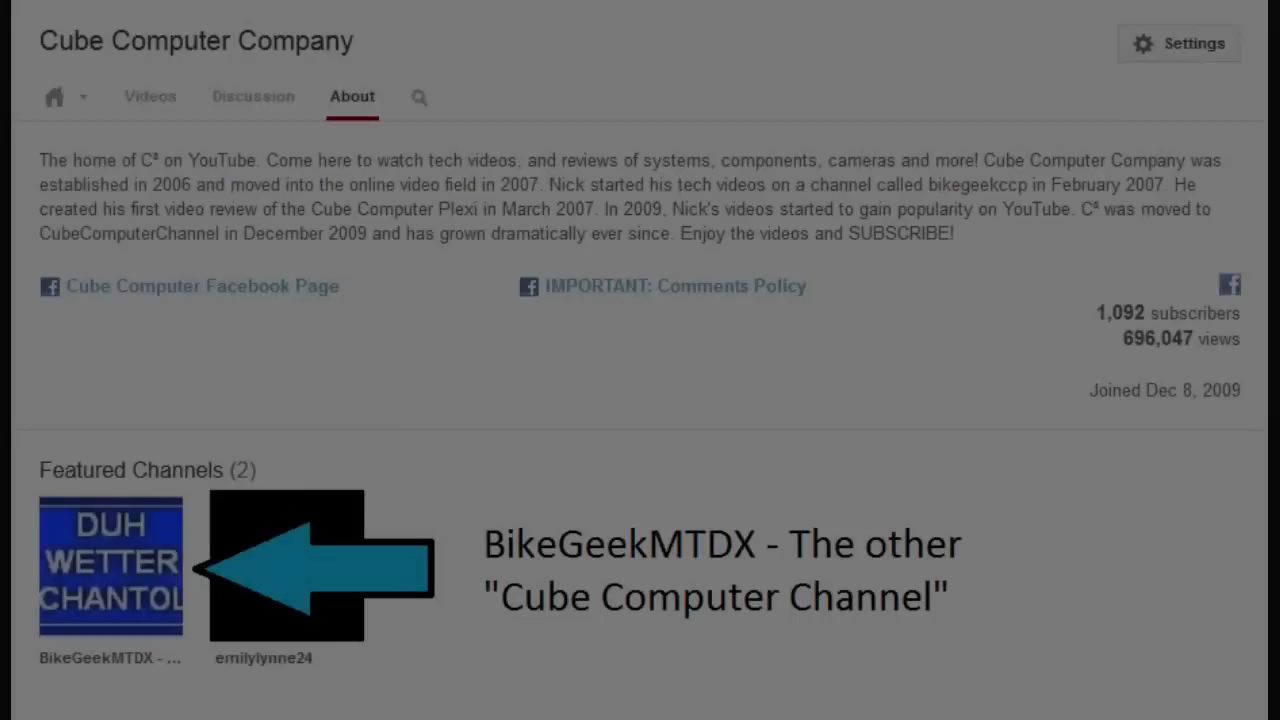 Cube Computer Company
Settings
Videos Discussion About
The home of C³ on YouTube. Come here to watch tech videos, and reviews of systems, components, cameras and more! Cube Computer Company was
established in 2006 and moved into the online video field in 2007. Nick started his tech videos on a channel called bikegeekccp in February 2007. He
created his first video review of the Cube Computer Plexi in March 2007. In 2009, Nick's videos started to gain popularity on YouTube. C³ was moved to
CubeComputerChannel in December 2009 and has grown dramatically ever since. Enjoy the videos and SUBSCRIBE!
Cube Computer Facebook Page
IMPORTANT: Comments Policy
1,092 subscribers
696,047 views
Joined Dec 8, 2009
Featured Channels (2)
DUH
WETTER
CHANTOL
BikeGeekMTDX - ...
emilylynne24
BikeGeekMTDX - The other
"Cube Computer Channel"